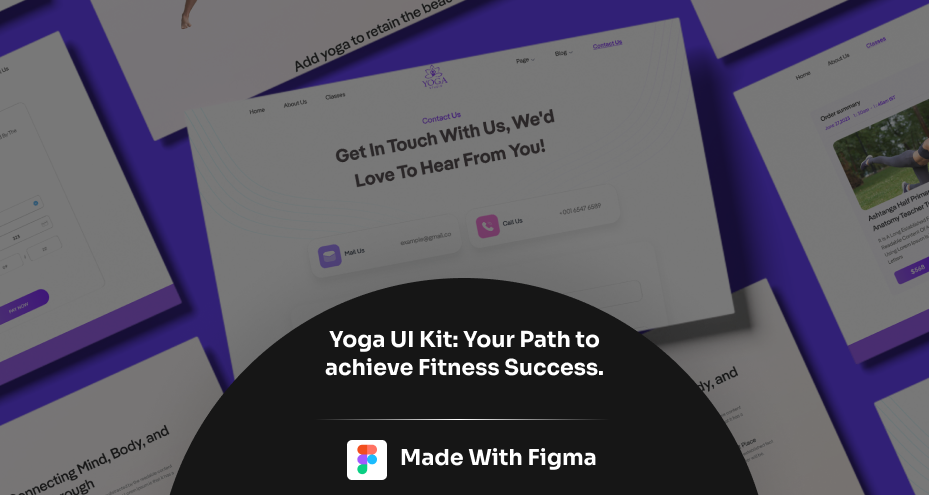 Add yoga to retain the bea
Home
About Us
Classes
YOGA
Page
Blog
Contact Us
Contact Us
Get In Touch With Us, We'd
Love To Hear From You!
Mail Us
example@gmail.co
Call Us
+001 6547 6589
Home
About Us
Classes
Order summary
Ashtanga Half Prima
Anatomy Teacher T
PAY NOW
Yoga UI Kit: Your Path to
achieve Fitness Success.
Made With Figma
onnecting Mind, Body, and
rough
dy, and
Place